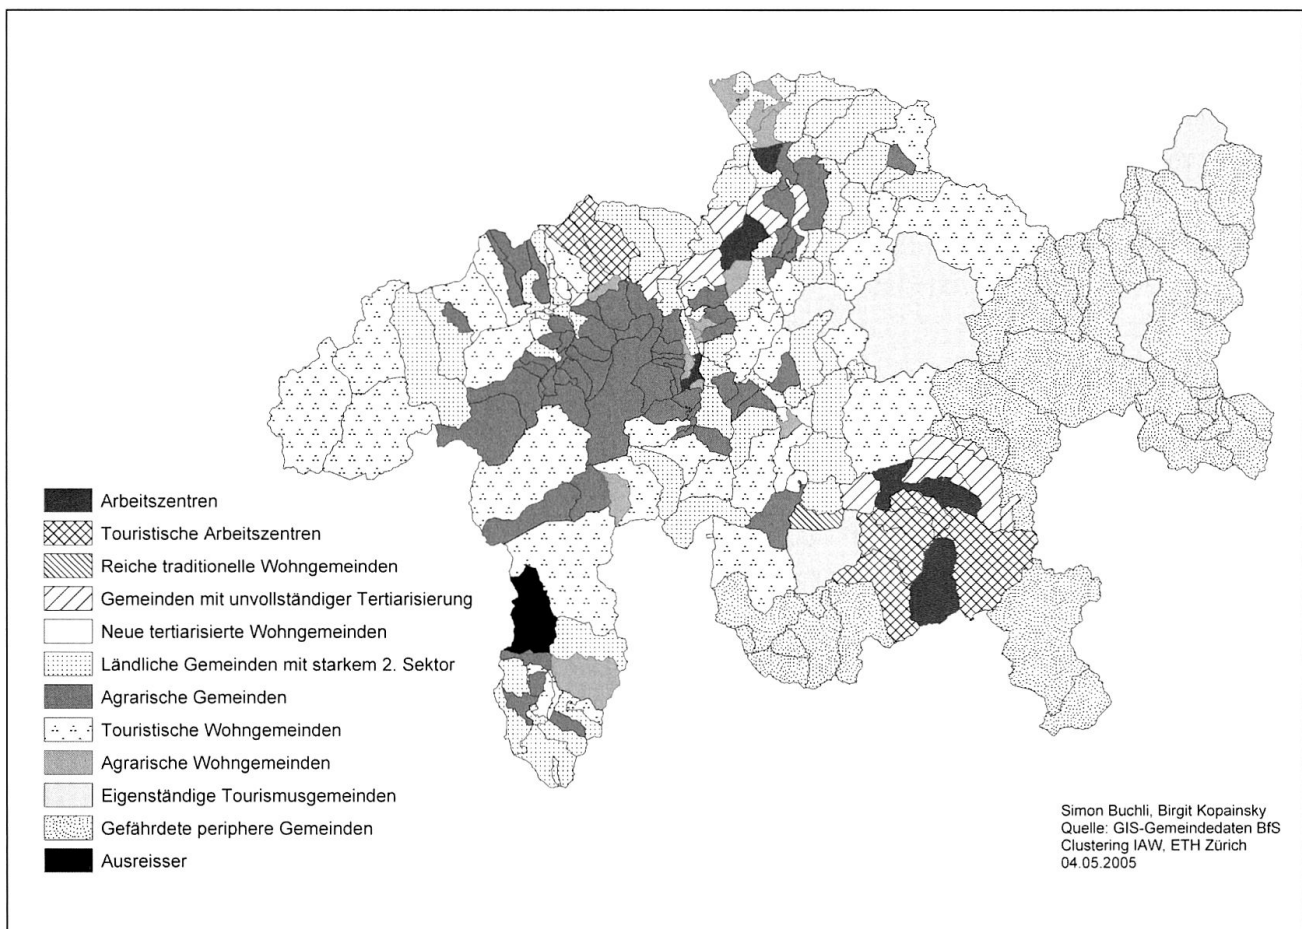 Arbeitszentren
Touristische Arbeitszentren
Reiche traditionelle Wohngemeinden
Gemeinden mit unvollständiger Tertiarisierung
Neue tertiarisierte Wohngemeinden
Ländliche Gemeinden mit starkem 2. Sektor
Agrarische Gemeinden
Touristische Wohngemeinden
Agrarische Wohngemeinden
Eigenständige Tourismusgemeinden
Gefährdete periphere Gemeinden
Ausreisser
Simon Buchli, Birgit Kopainsky
Quelle: GIS-Gemeindedaten BfS
Clustering IAW, ETH Zürich
04.05.2005